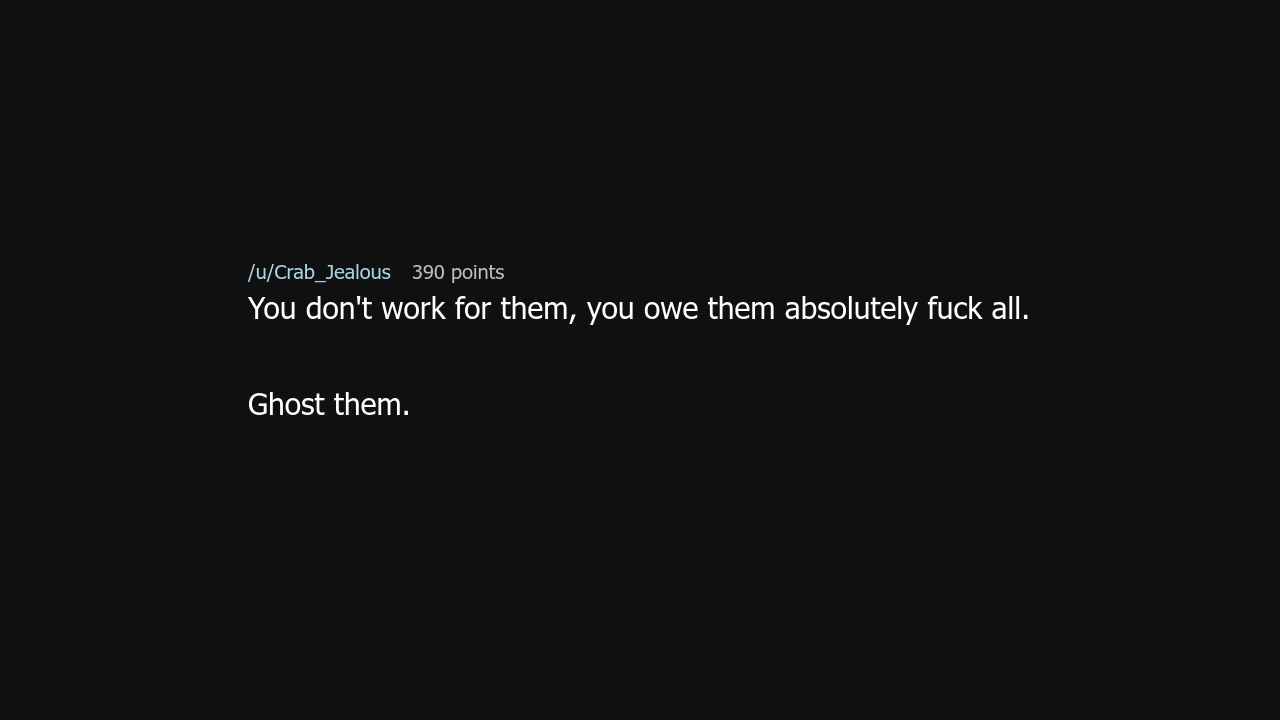 /u/Crab_Jealous 390 points
You don't work for them, you owe them absolutely fuck all.
Ghost them.